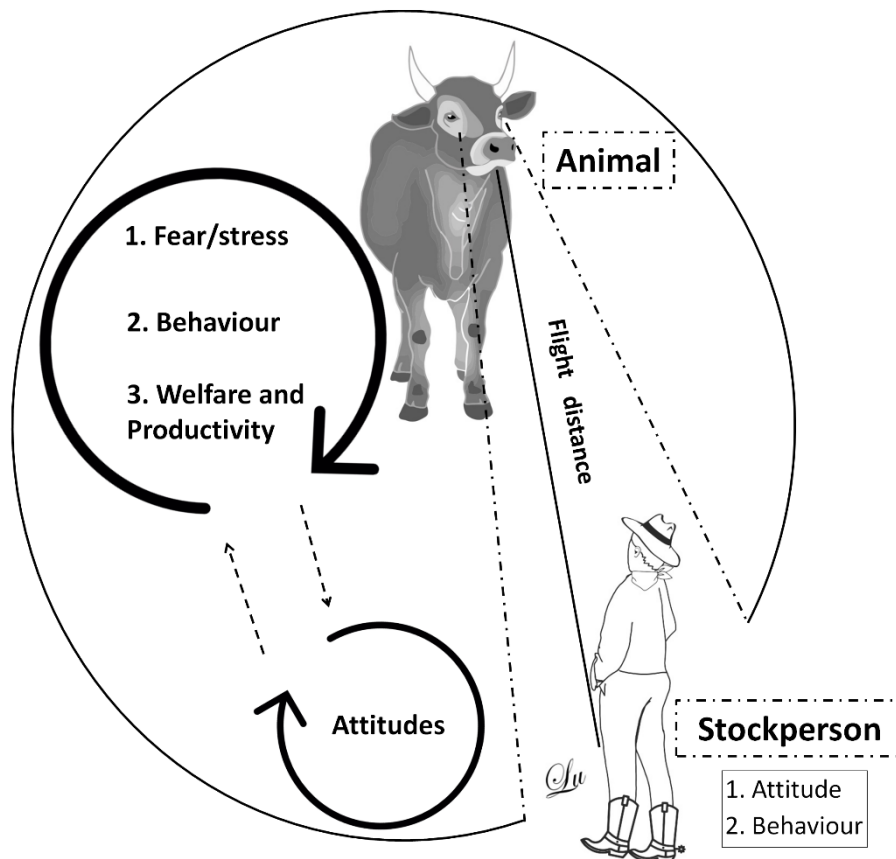 Animal
1. Fear/stress
2. Behaviour
3. Welfare and
Productivity
Flight distance
Attitudes
Stockperson
1. Attitude
2. Behaviour
Lu